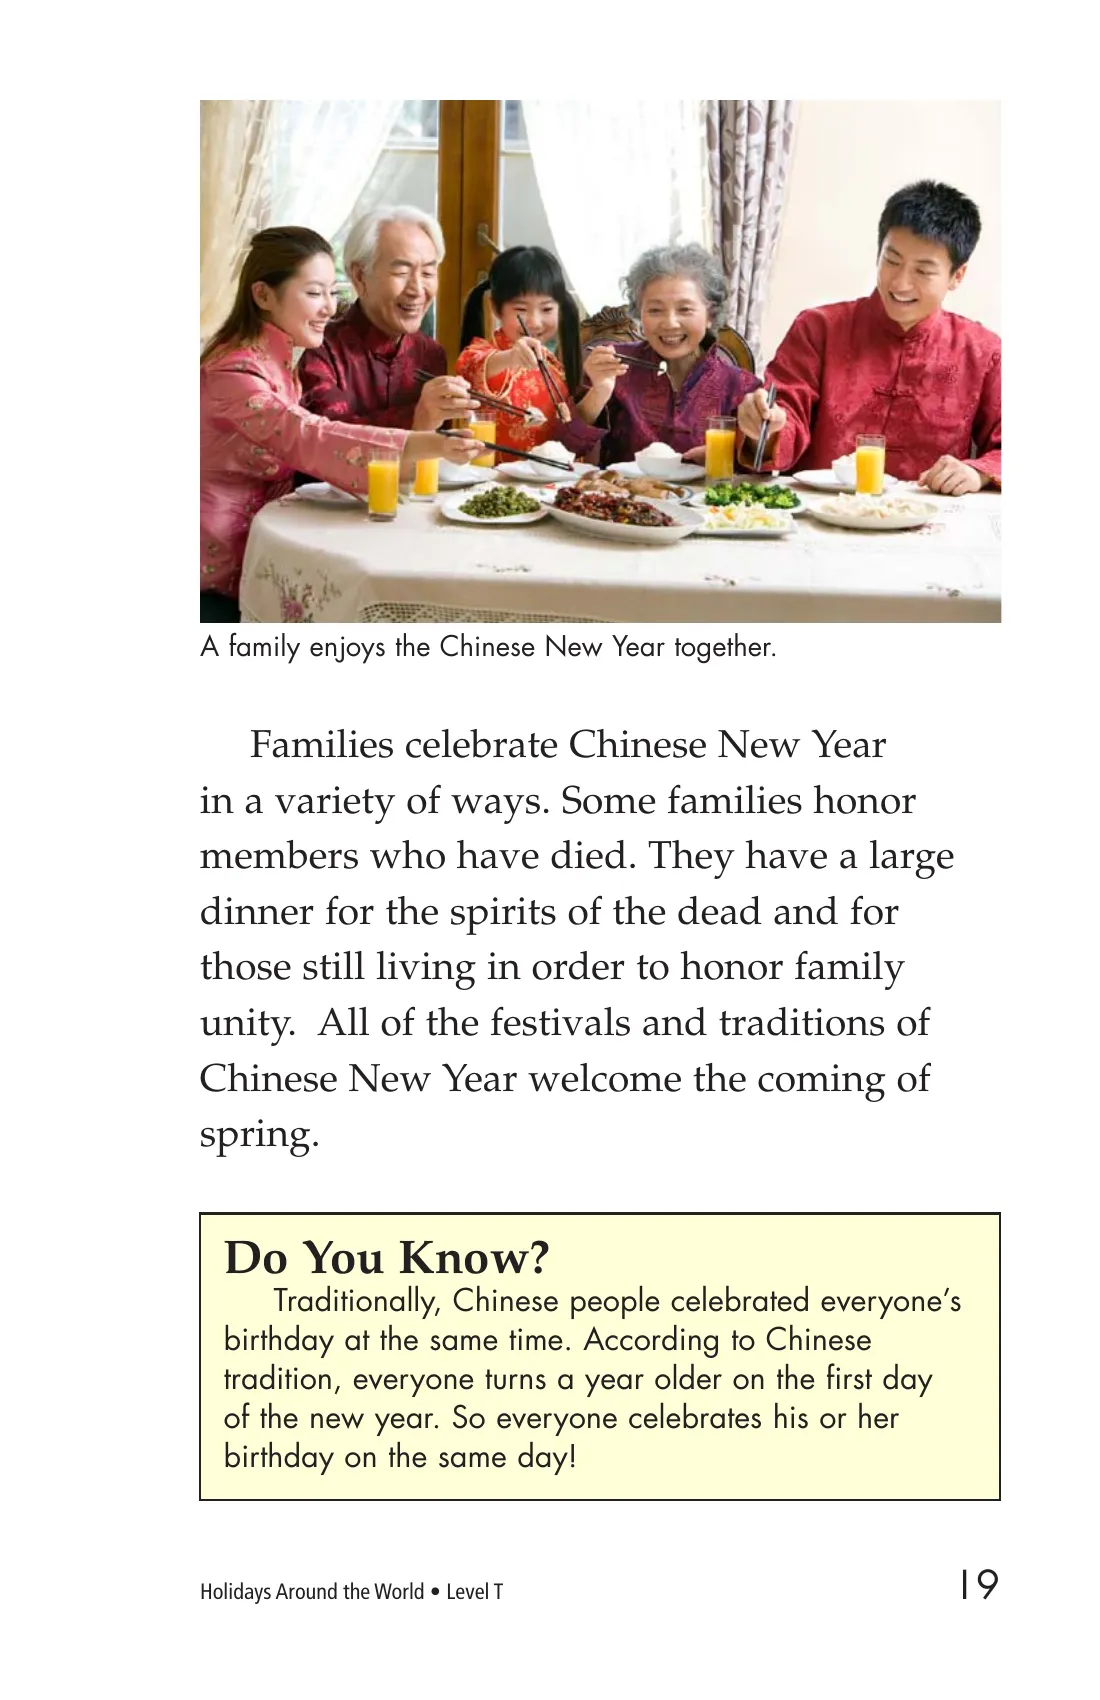 A family enjoys the Chinese New Year together.
Families celebrate Chinese New Year
in a variety of ways. Some families honor
members who have died. They have a large
dinner for the spirits of the dead and for
those still living in order to honor family
unity.  All of the festivals and traditions of
Chinese New Year welcome the coming of
spring.
Do You Know?
Traditionally, Chinese people celebrated everyone’s
birthday at the same time. According to Chinese
tradition, everyone turns a year older on the first day
of the new year. So everyone celebrates his or her
birthday on the same day!
Holidays Around the World • Level T
19